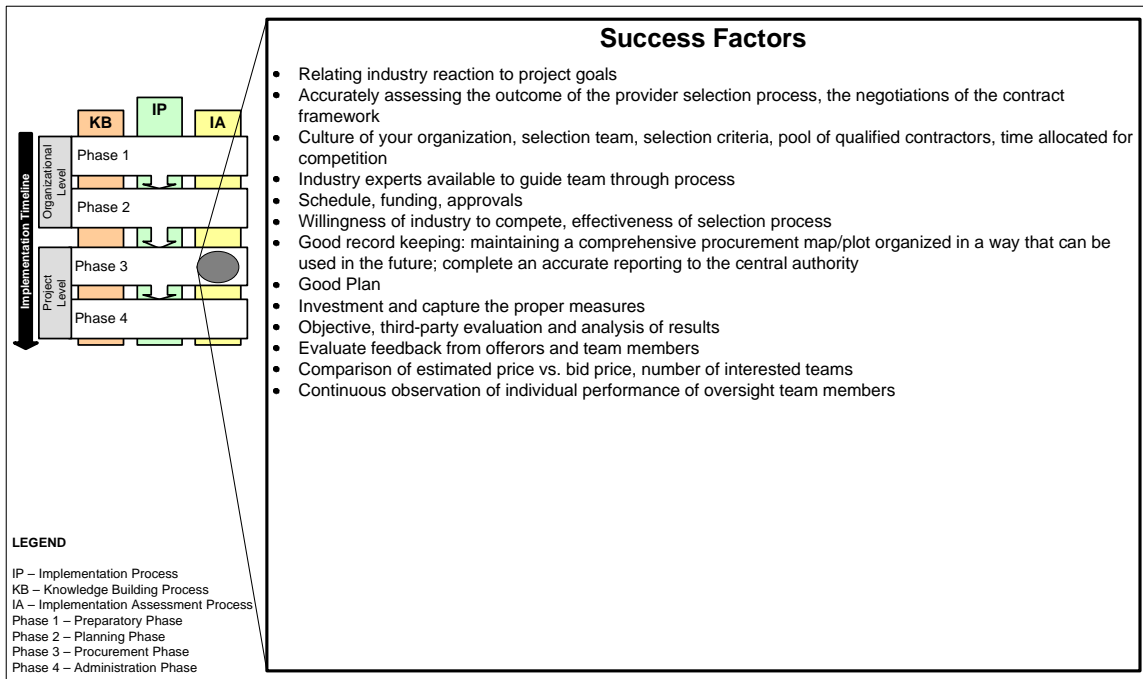 Success Factors
• Relating industry reaction to project goals
• Accurately assessing the outcome of the provider selection process, the negotiations of the contract
framework
• Culture of your organization, selection team, selection criteria, pool of qualified contractors, time allocated for
competition
• Industry experts available to guide team through process
• Schedule, funding, approvals
• Willingness of industry to compete, effectiveness of selection process
• Good record keeping: maintaining a comprehensive procurement map/plot organized in a way that can be
used in the future; complete an accurate reporting to the central authority
• Good Plan
• Investment and capture the proper measures
• Objective, third-party evaluation and analysis of results
• Evaluate feedback from offerors and team members
• Comparison of estimated price vs. bid price, number of interested teams
• Continuous observation of individual performance of oversight team members
KB
IP
IA
Implementation Timeline
Organizational
Level
Phase 1
Phase 2
Project
Level
Phase 3
Phase 4
LEGEND
IP – Implementation Process
KB – Knowledge Building Process
IA – Implementation Assessment Process
Phase 1 – Preparatory Phase
Phase 2 – Planning Phase
Phase 3 – Procurement Phase
Phase 4 – Administration Phase